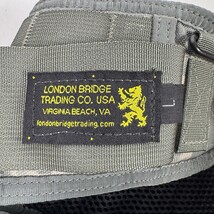 LONDON BRIDGE
TRADING CO. USA
VIRGINIA BEACH, VA
londonbridgetrading.com
L